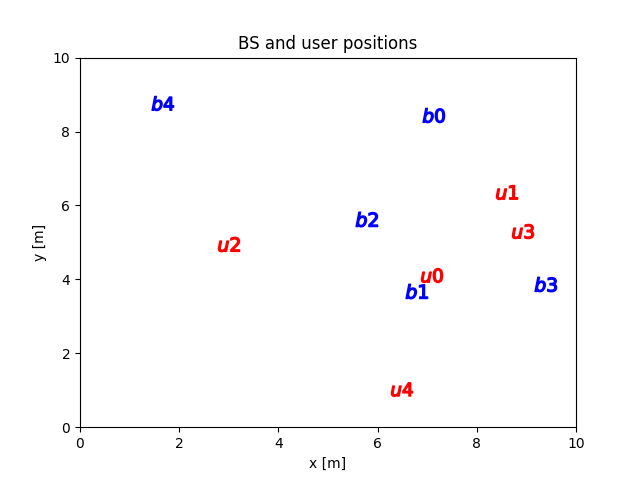 BS and user positions
10
b4
b0
8
u1
6
b2
u3
u2
y [m]
4
u0
b3
b1
2
u4
0
0 2 4 6 8 10
x [m]